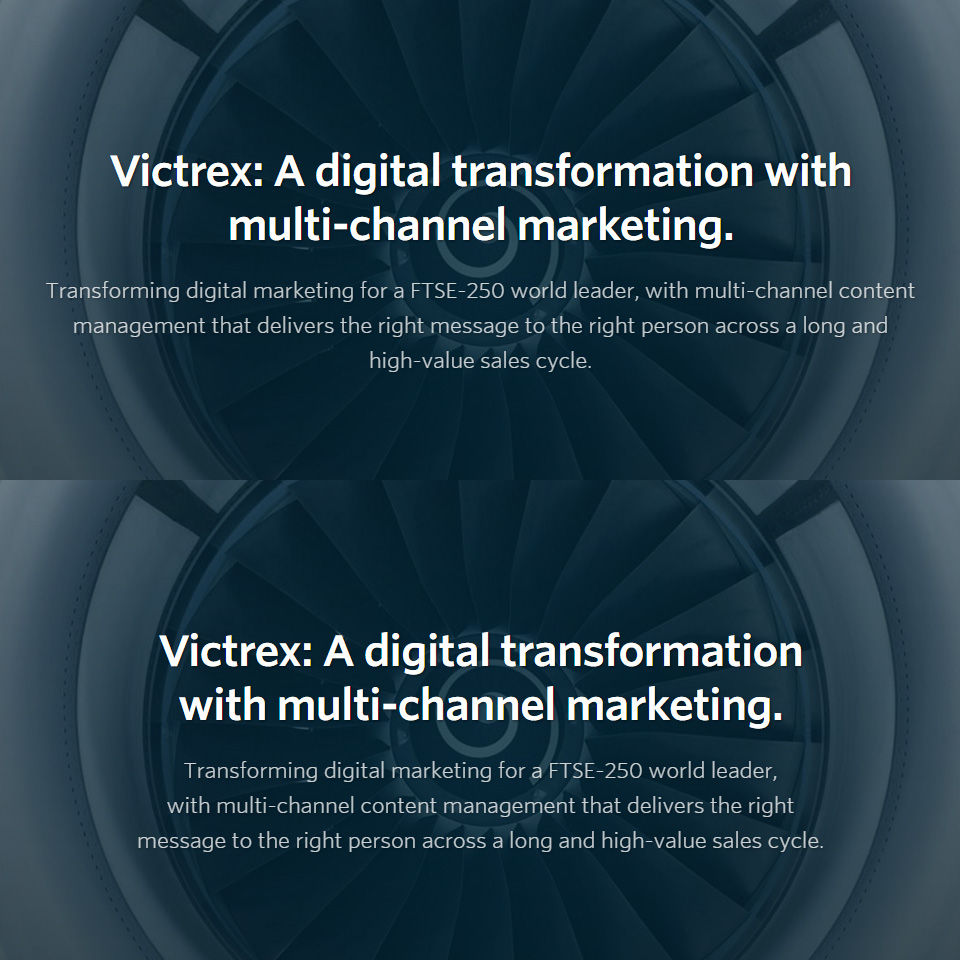 Victrex: A digital transformation with
multi-channel marketing.
Transforming digital marketing for a FTSE-250 world leader, with multi-channel content
management that delivers the right message to the right person across a long and
high-value sales cycle.
Victrex: A digital transformation
with multi-channel marketing.
Transforming digital marketing for a FTSE-250 world leader,
with multi-channel content management that delivers the right
message to the right person across a long and high-value sales cycle.